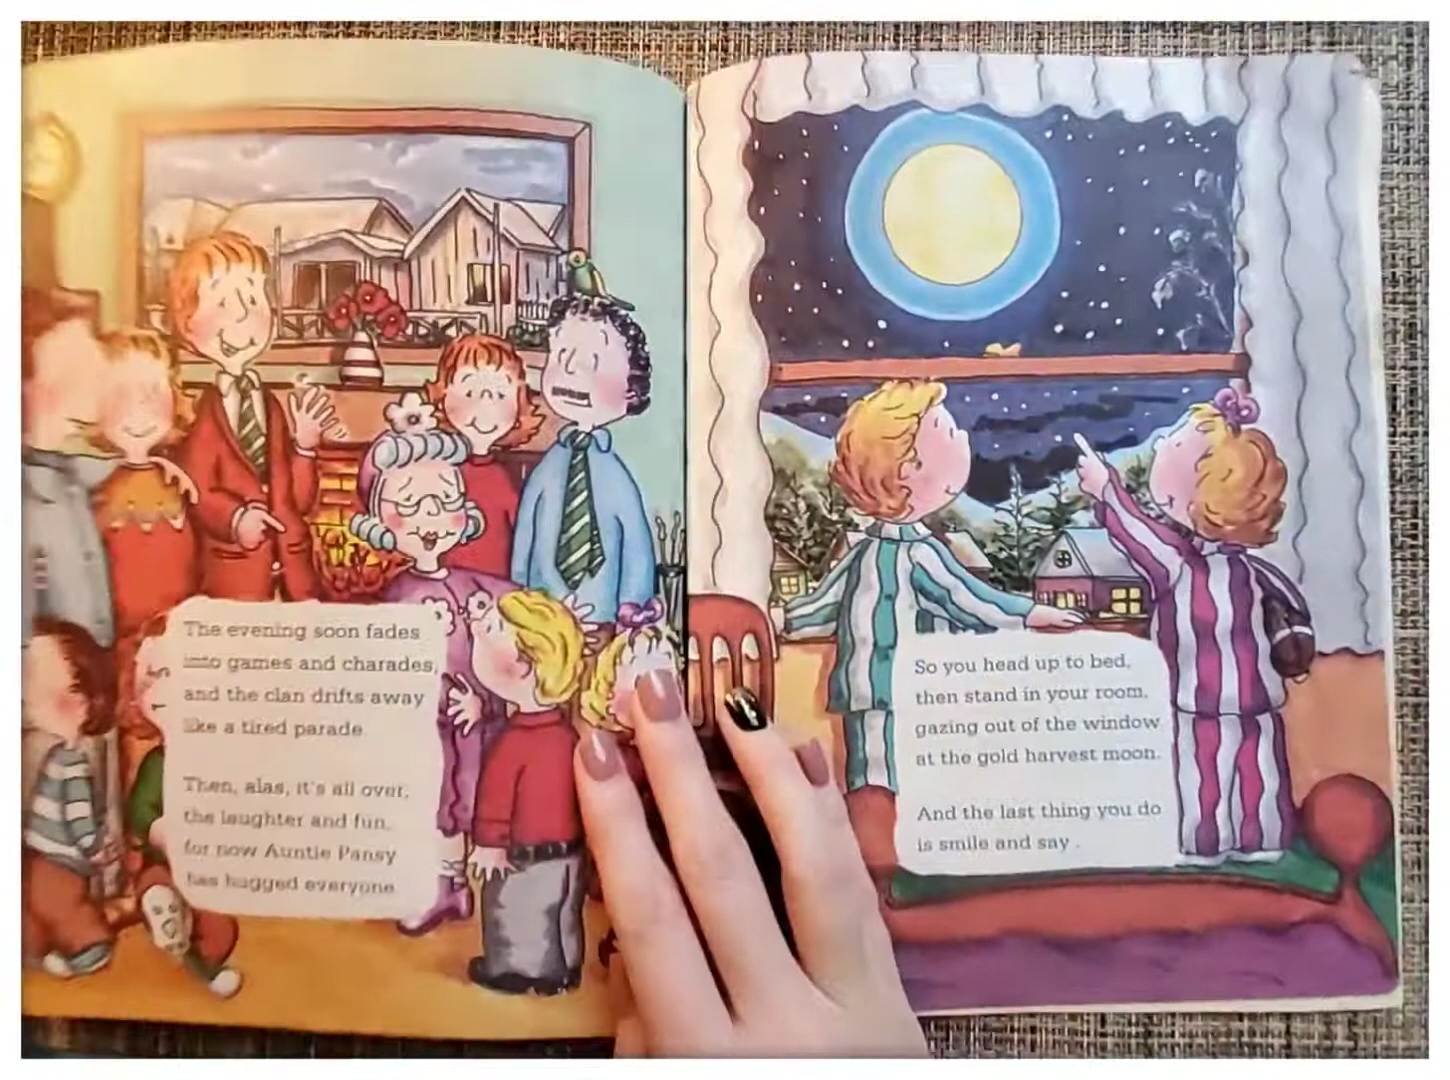 The evening soon fades
into games and charades,
and the clan drifts away
like a tired parade.
Then, alas, it's all over,
the laughter and fun,
for now Auntie Pansy
has hugged everyone.
So you head up to bed,
then stand in your room,
gazing out of the window
at the gold harvest moon.
And the last thing you do
is smile and say .